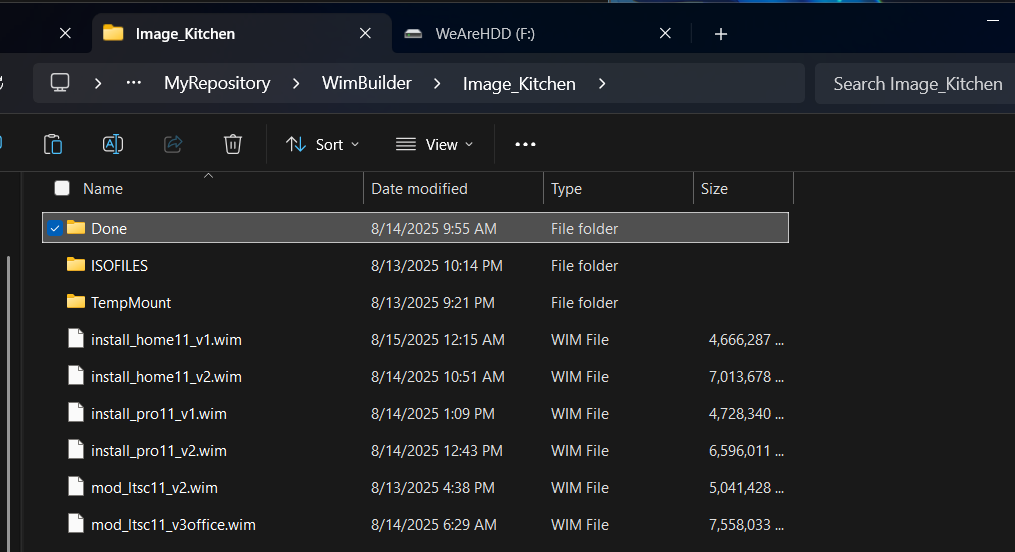 Image_Kitchen WeAreHDD (F:)
MyRepository WimBuilder Image_Kitchen Search Image_Kitchen
Sort View
Name Date modified Type Size
Done 8/14/2025 9:55 AM File folder
ISOFILES 8/13/2025 10:14 PM File folder
TempMount 8/13/2025 9:21 PM File folder
install_home11_v1.wim 8/15/2025 12:15 AM WIM File 4,666,287 ...
install_home11_v2.wim 8/14/2025 10:51 AM WIM File 7,013,678 ...
install_pro11_v1.wim 8/14/2025 1:09 PM WIM File 4,728,340 ...
install_pro11_v2.wim 8/14/2025 12:43 PM WIM File 6,596,011 ...
mod_ltsc11_v2.wim 8/13/2025 4:38 PM WIM File 5,041,428 ...
mod_ltsc11_v3office.wim 8/14/2025 6:29 AM WIM File 7,558,033 ...